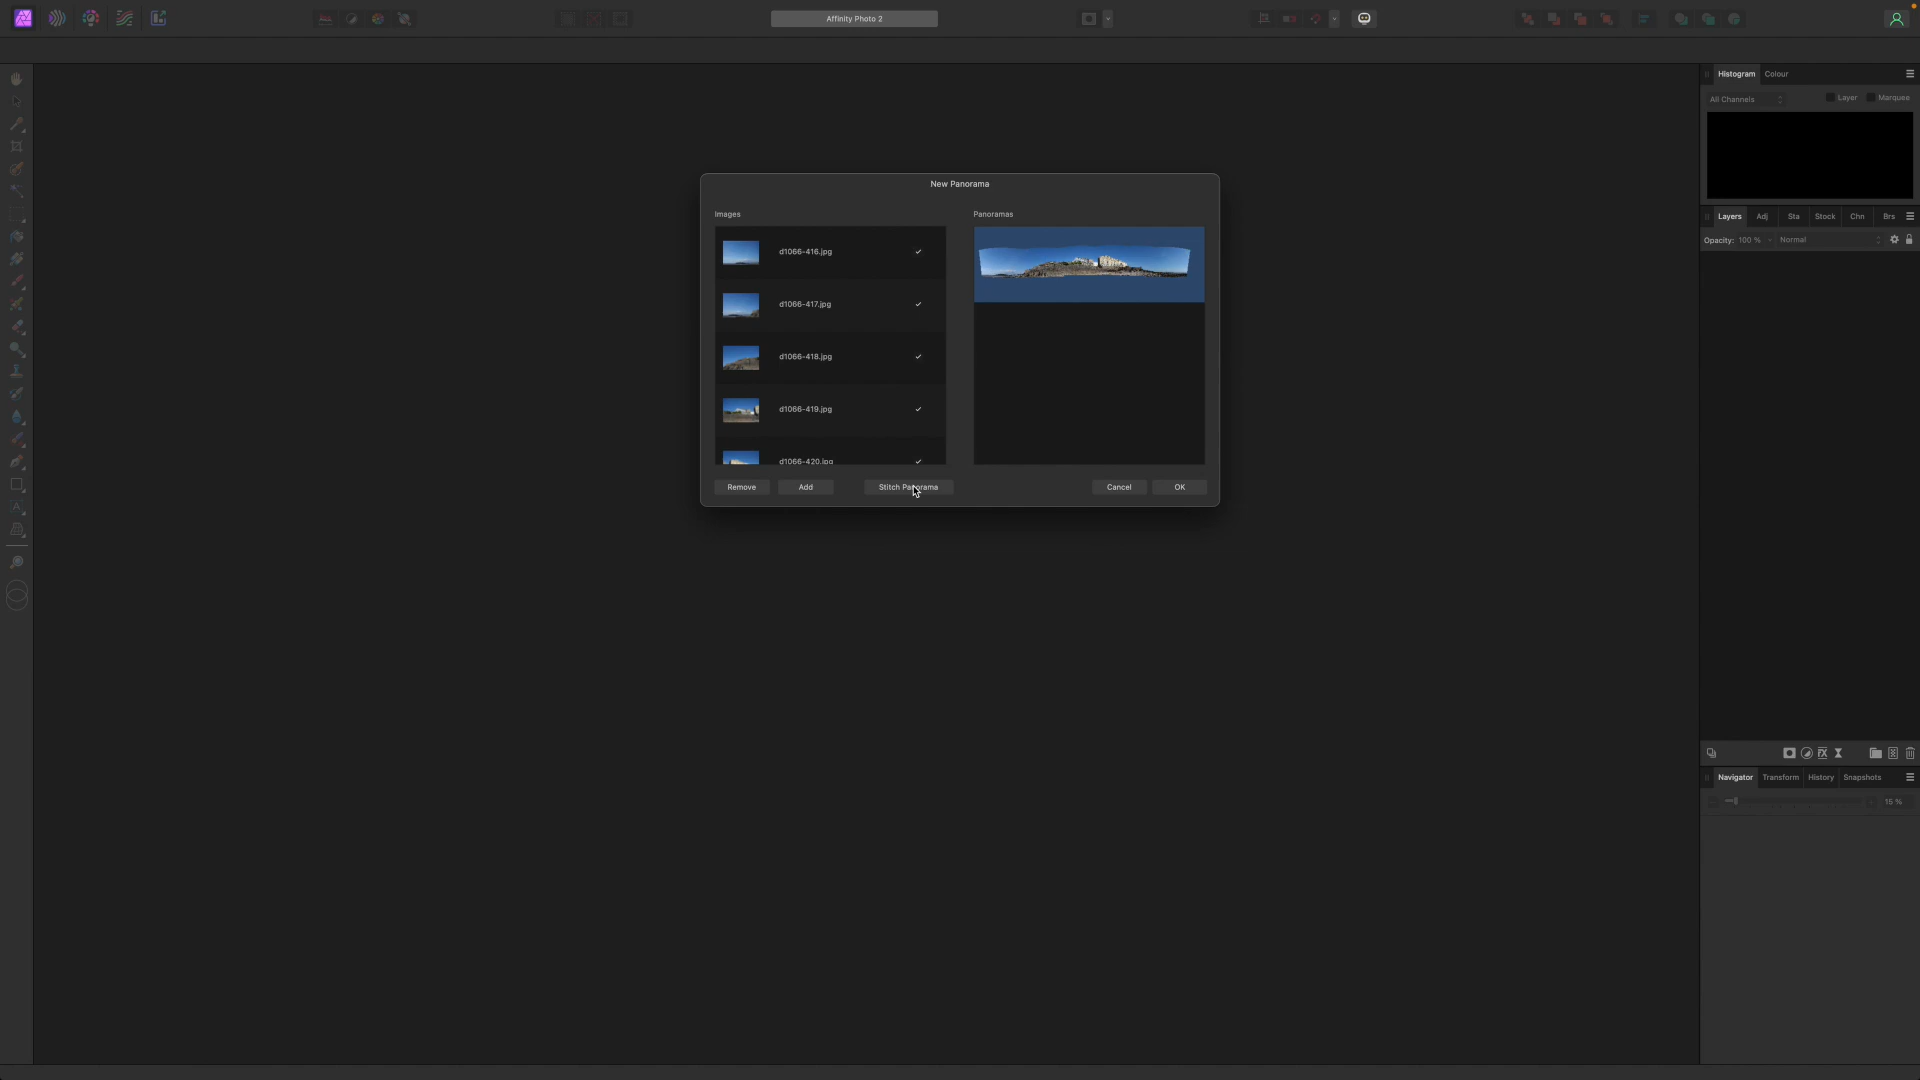 Affinity Photo 2
Histogram Colour
All Channels Layer Marquee
New Panorama
Images Panoramas
d1066-416.jpg
d1066-417.jpg
d1066-418.jpg
d1066-419.jpg
d1066-420.jpg
Remove Add Stitch Panorama Cancel OK
Layers Adj Sta Stock Chn Brs
Opacity: 100 % Normal
Navigator Transform History Snapshots
15 %